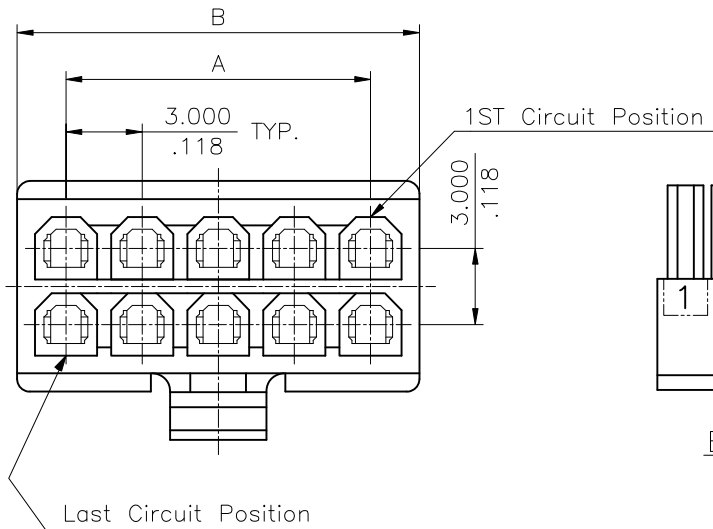 B
A
3.000
.118
TYP.
1ST Circuit Position
3.000
.118
1
Last Circuit Position